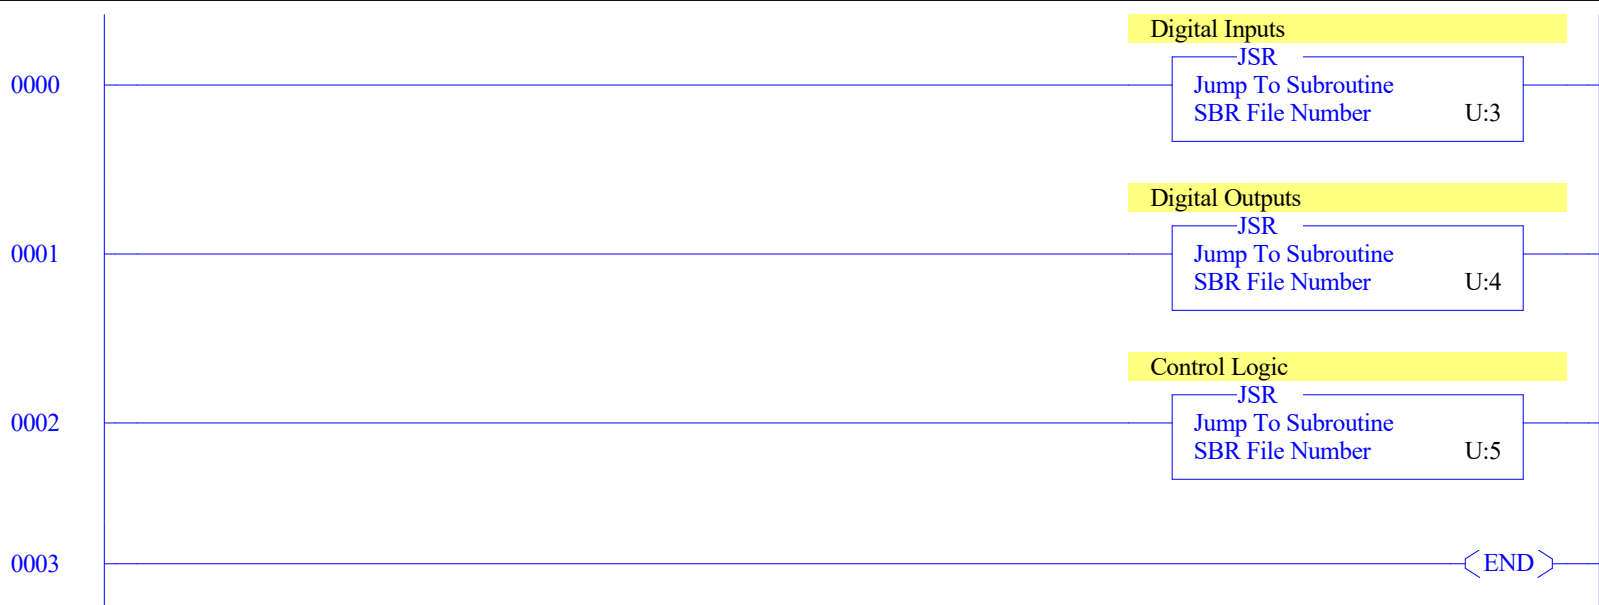 Digital Inputs
JSR
0000
Jump To Subroutine
SBR File Number U:3
Digital Outputs
JSR
0001
Jump To Subroutine
SBR File Number U:4
Control Logic
JSR
0002
Jump To Subroutine
SBR File Number U:5
0003 END